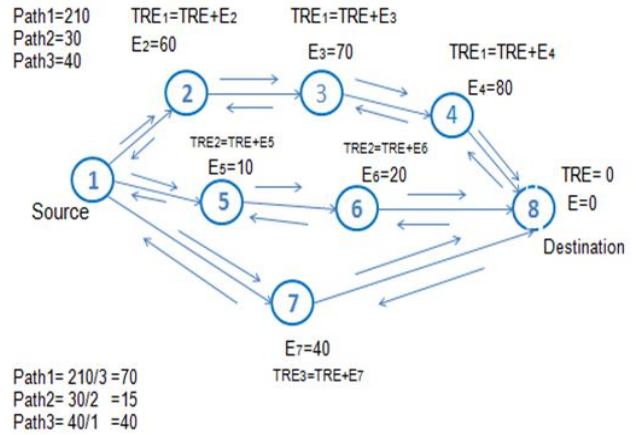 Path1=210
Path2=30
Path3=40
TRE1=TRE+E2
E2=60
TRE1=TRE+E3
E3=70
TRE1=TRE+E4
E4=80
2
3
4
TRE2=TRE+E5
E5=10
TRE2=TRE+E6
E6=20
TRE= 0
E=0
1
5
6
8
Source
Destination
7
E7=40
TRE3=TRE+E7
Path1= 210/3 =70
Path2= 30/2 =15
Path3= 40/1 =40